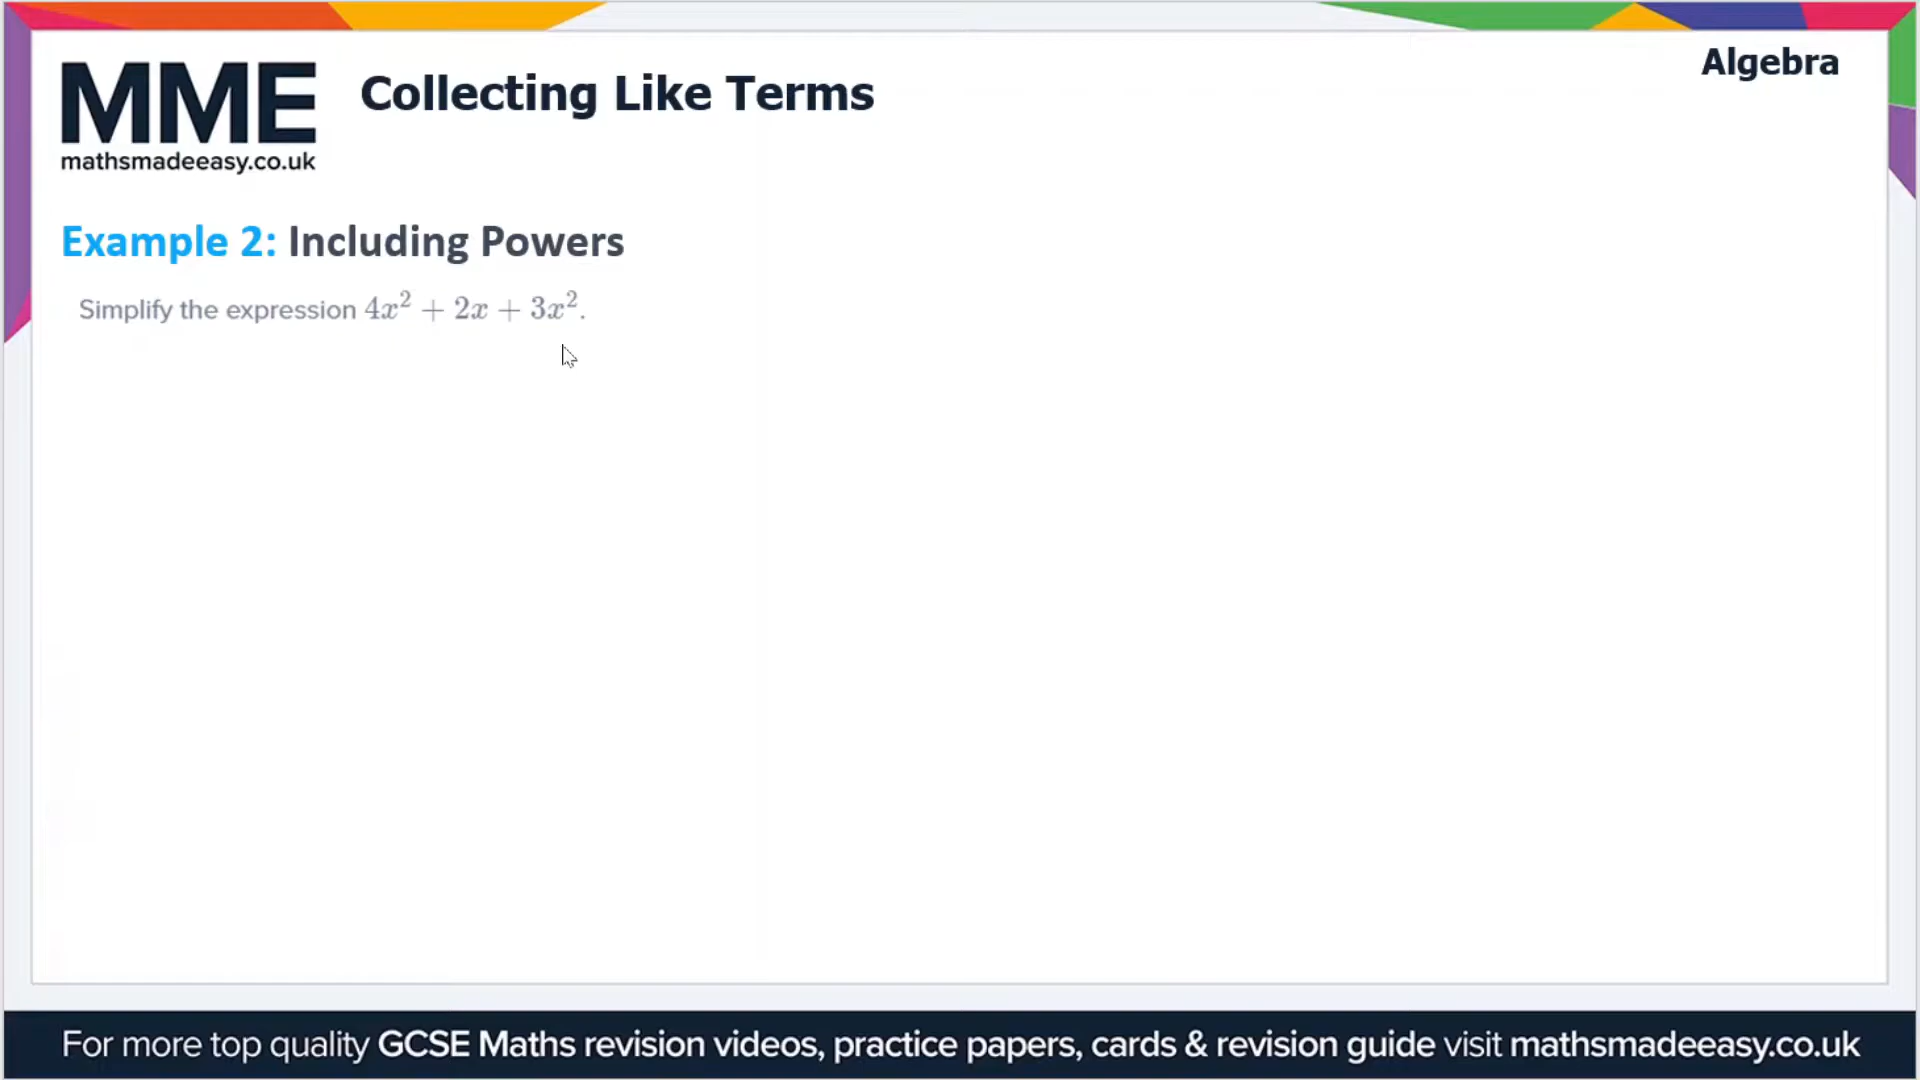 MME
mathsmadeeasy.co.uk
Collecting Like Terms
Algebra
Example 2: Including Powers
Simplify the expression 4x² + 2x + 3x².
For more top quality GCSE Maths revision videos, practice papers, cards & revision guide visit mathsmadeeasy.co.uk